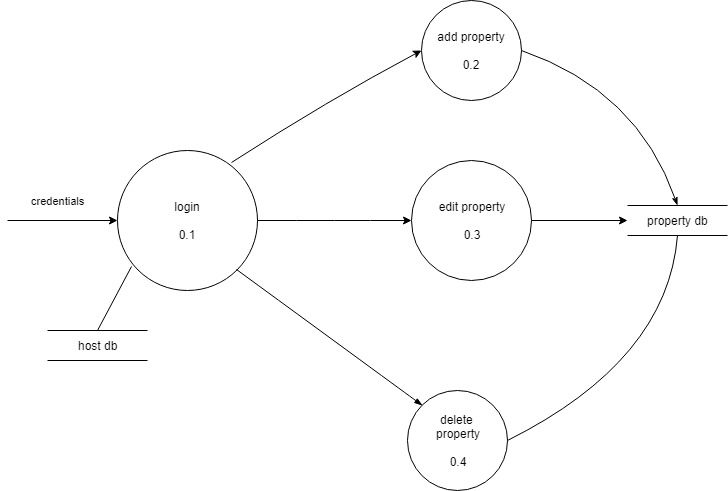 add property
0.2
credentials
login
0.1
edit property
0.3
property db
host db
delete
property
0.4